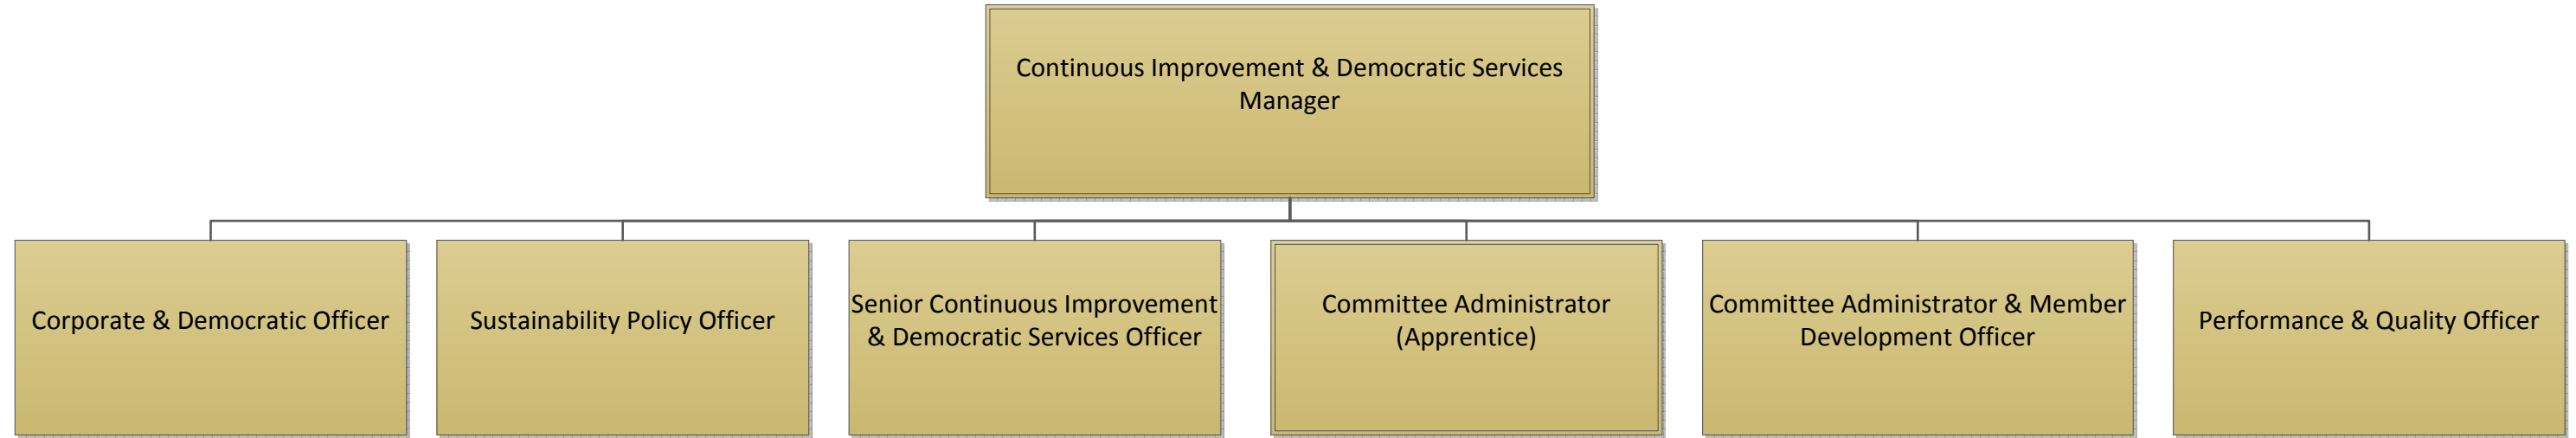 Continuous Improvement & Democratic Services
Manager
Corporate & Democratic Officer
Sustainability Policy Officer
Senior Continuous Improvement
& Democratic Services Officer
Committee Administrator
(Apprentice)
Committee Administrator & Member
Development Officer
Performance & Quality Officer